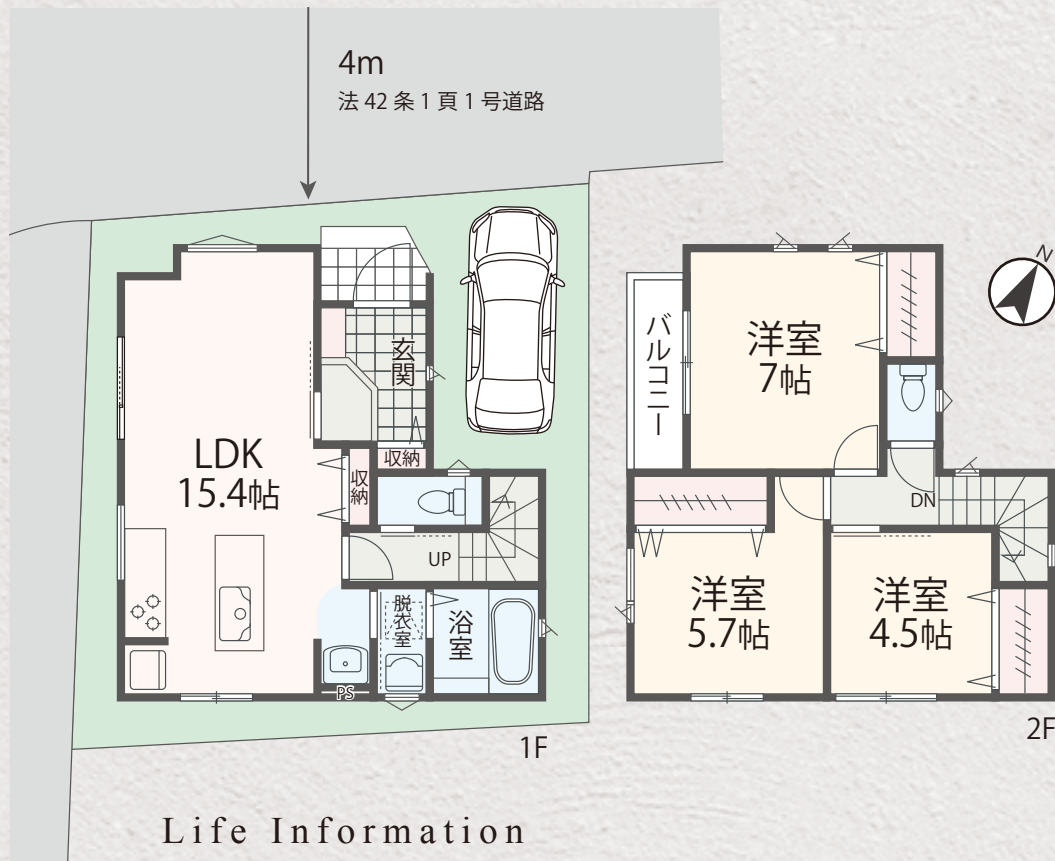 4m
法 42 条 1 頁 1 号道路
N
玄関
収納
収納
LDK
15.4帖
UP
脱衣室
浴室
PS
1F
バルコニー
洋室
7帖
DN
洋室
5.7帖
洋室
4.5帖
2F
Life Information